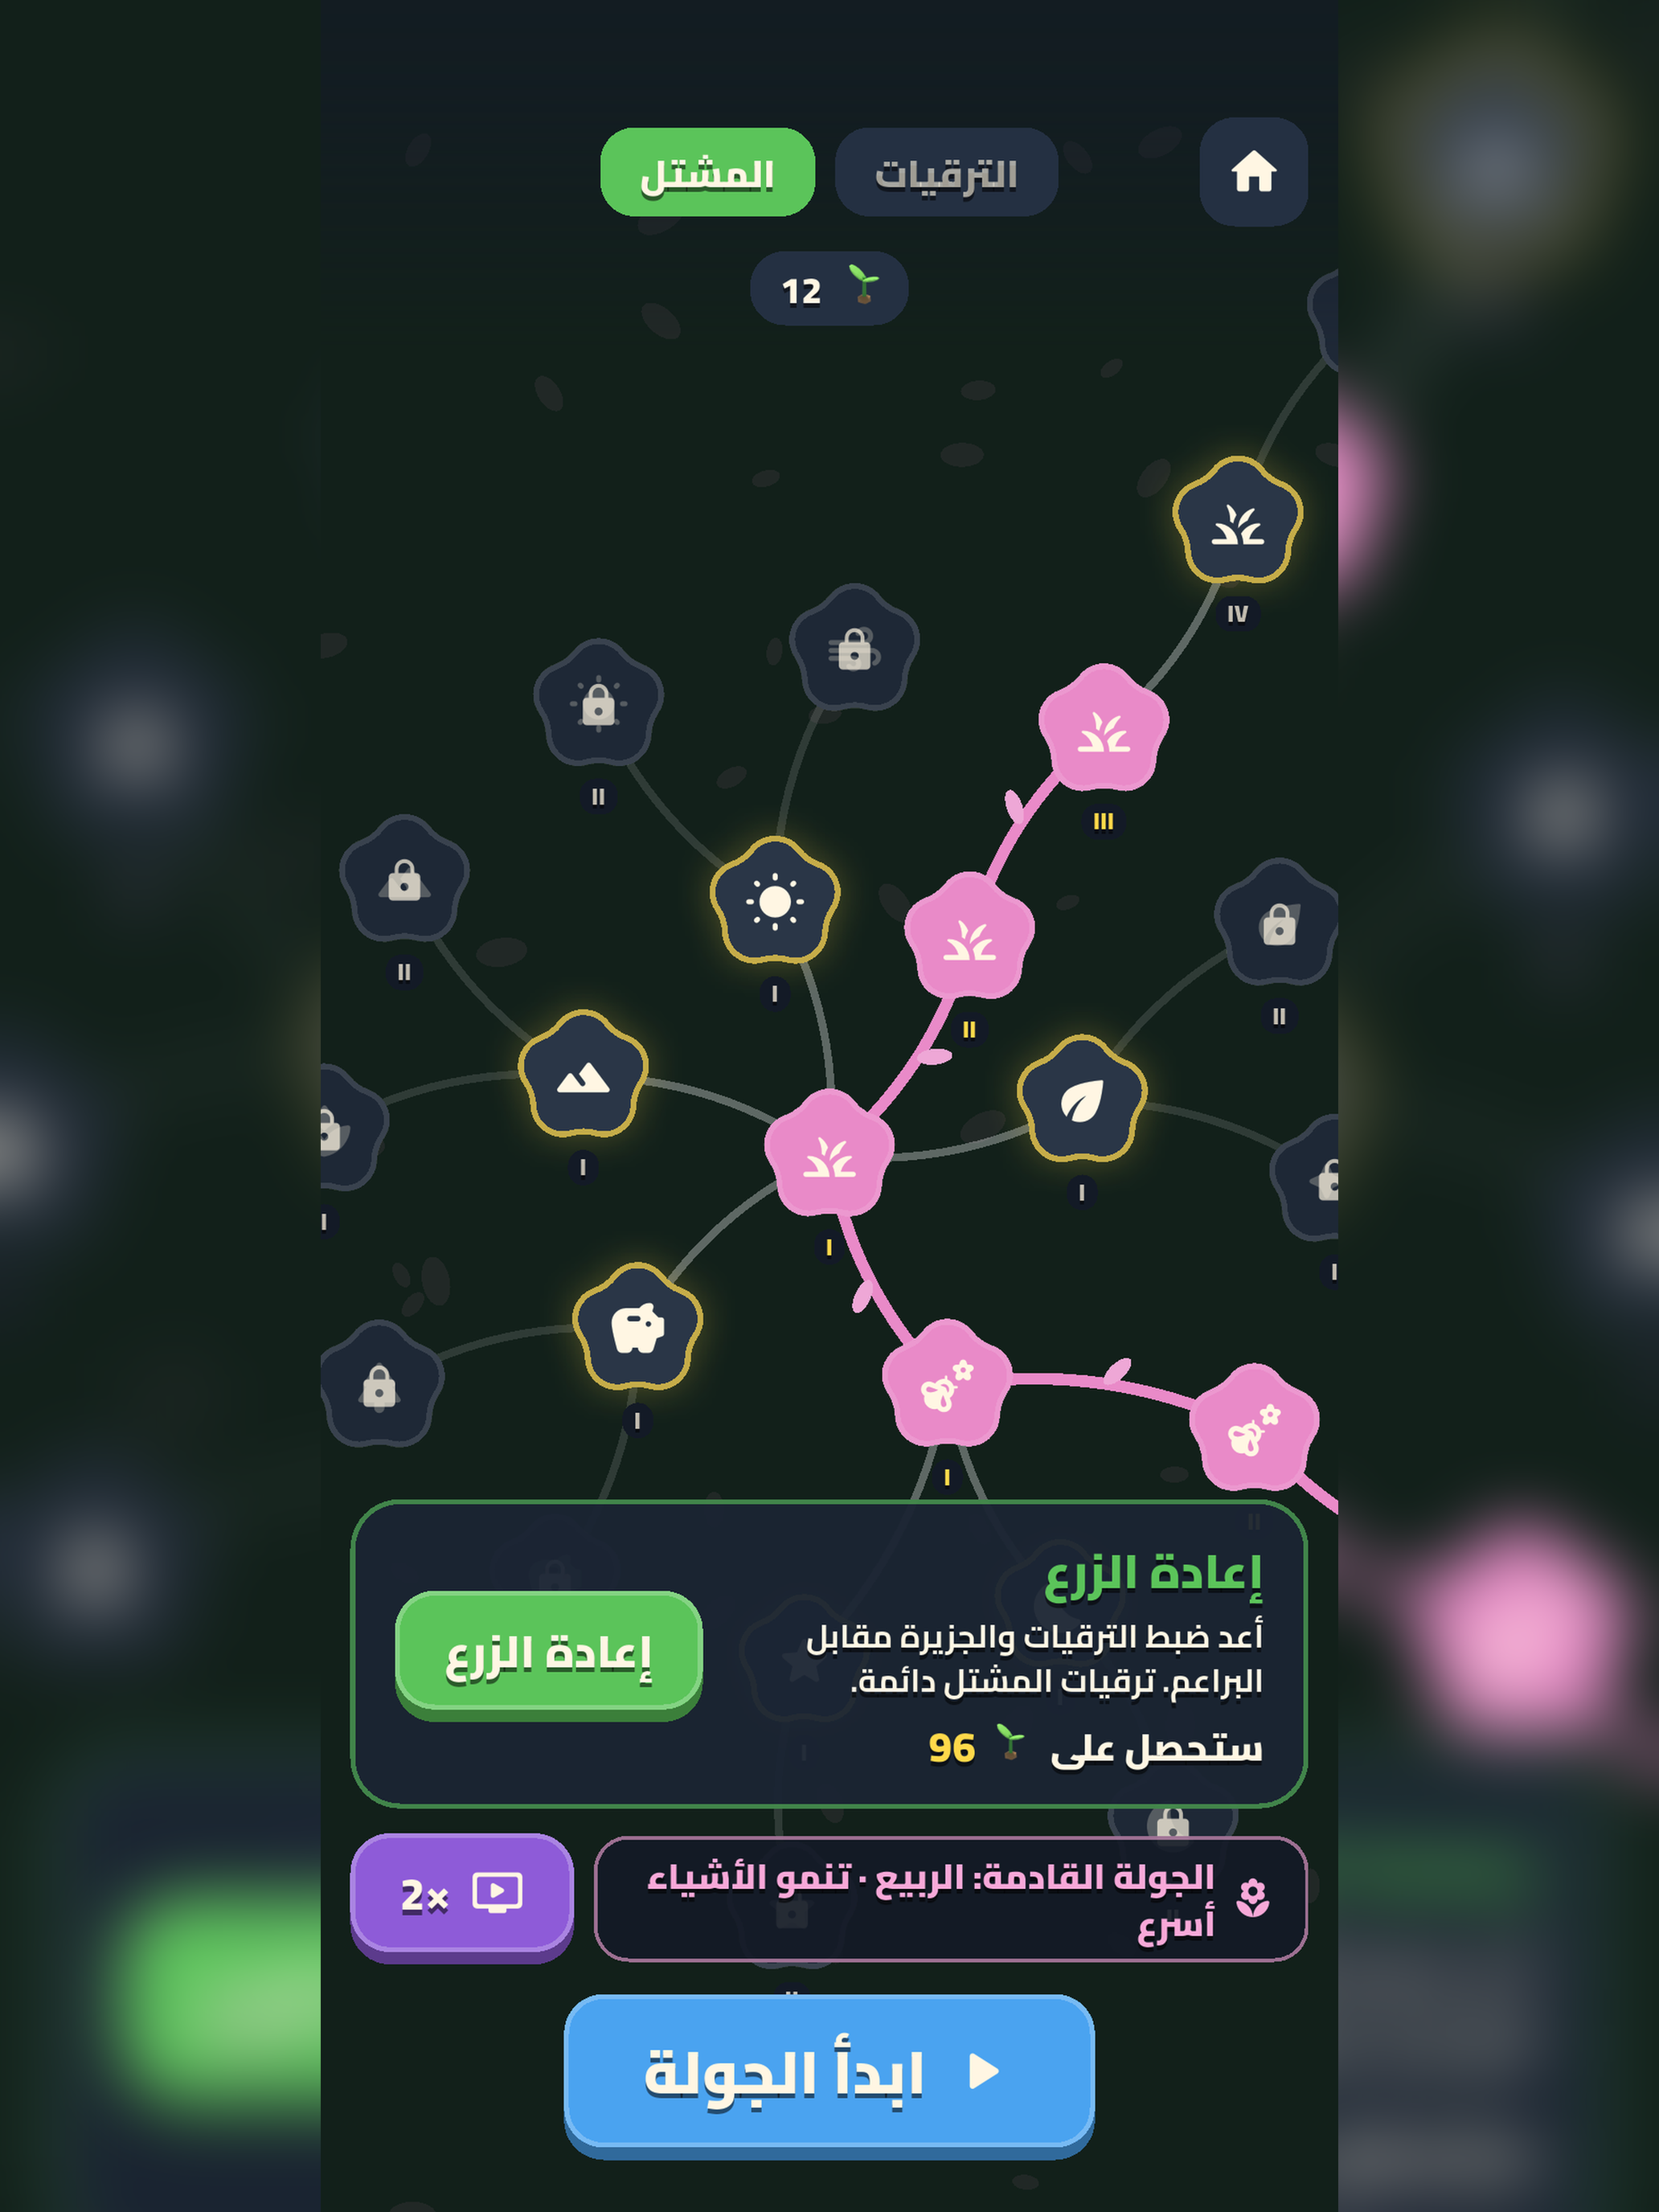 الترقيات
المشتل
12
IV
III
II
II
I
II
II
I
I
I
I
I
I
I
I
II
إعادة الزرع
أعد ضبط الترقيات والجزيرة مقابل
البراعم. ترقيات المشتل دائمة.
ستحصل على 96
إعادة الزرع
الجولة القادمة: الربيع · تنمو الأشياء
أسرع
2×
ابدأ الجولة